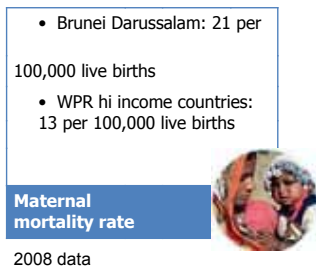 • Brunei Darussalam: 21 per
100,000 live births
• WPR hi income countries:
13 per 100,000 live births
Maternal
mortality rate
2008 data